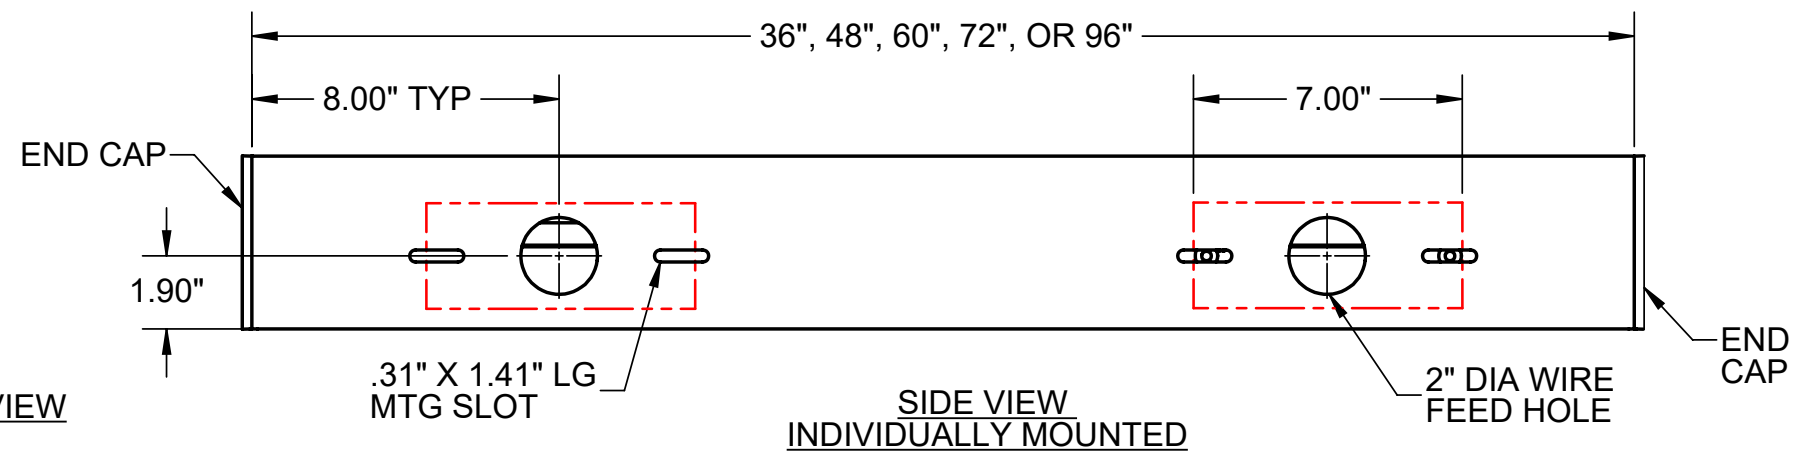 36", 48", 60", 72", OR 96"
8.00" TYP
7.00"
END CAP
1.90"
.31" X 1.41" LG
MTG SLOT
2" DIA WIRE
FEED HOLE
END
CAP
VIEW
SIDE VIEW
INDIVIDUALLY MOUNTED